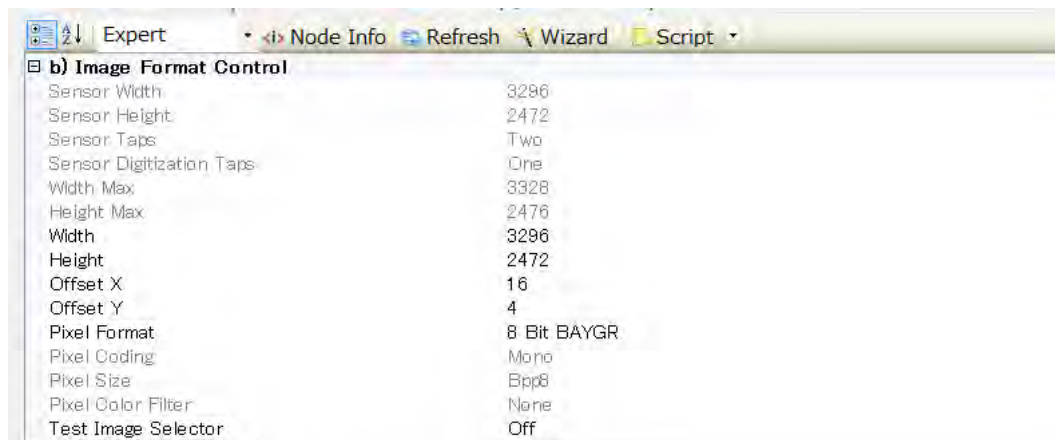 Expert <i> Node Info Refresh Wizard Script
b) Image Format Control
Sensor Width 3296
Sensor Height 2472
Sensor Taps Two
Sensor Digitization Taps One
Width Max 3328
Height Max 2476
Width 3296
Height 2472
Offset X 16
Offset Y 4
Pixel Format 8 Bit BAYGR
Pixel Coding Mono
Pixel Size Bpp8
Pixel Color Filter None
Test Image Selector Off